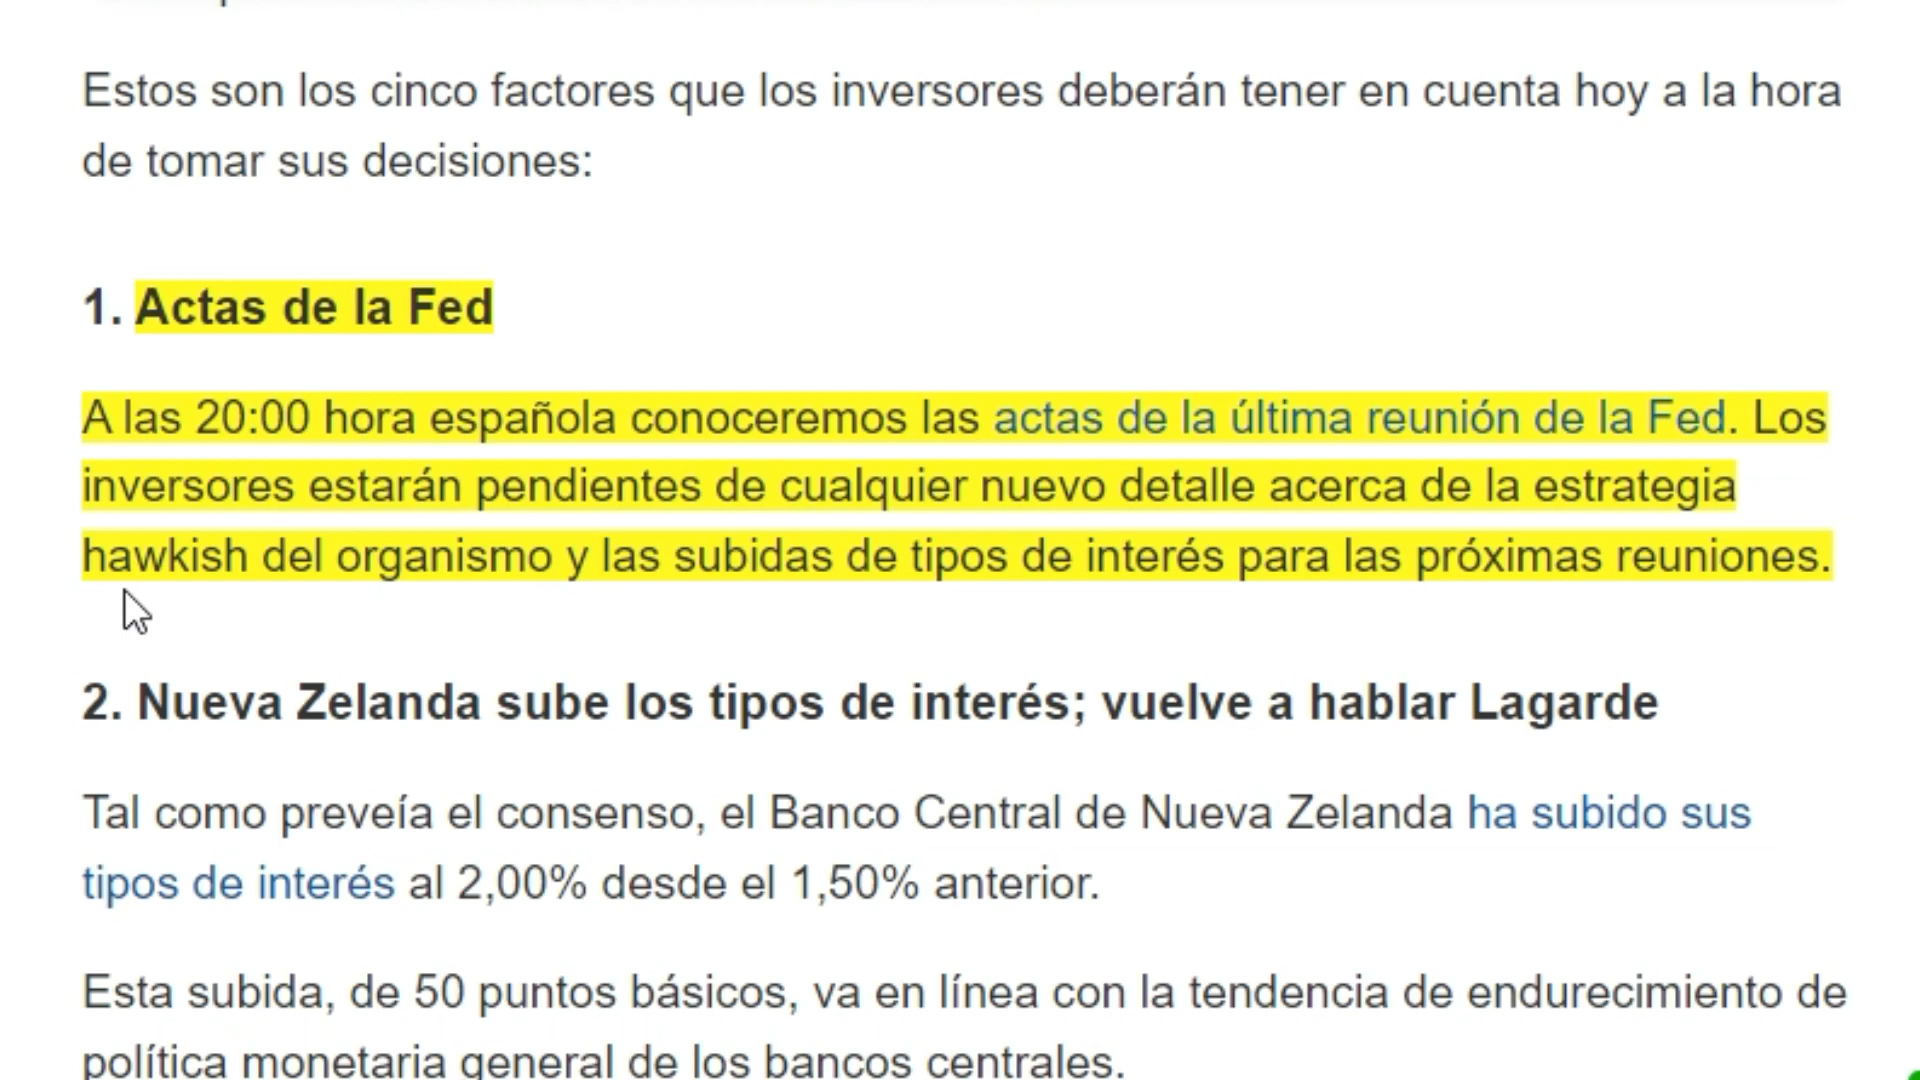 Estos son los cinco factores que los inversores deberán tener en cuenta hoy a la hora
de tomar sus decisiones:
1. Actas de la Fed
A las 20:00 hora española conoceremos las actas de la última reunión de la Fed. Los
inversores estarán pendientes de cualquier nuevo detalle acerca de la estrategia
hawkish del organismo y las subidas de tipos de interés para las próximas reuniones.
2. Nueva Zelanda sube los tipos de interés; vuelve a hablar Lagarde
Tal como preveía el consenso, el Banco Central de Nueva Zelanda ha subido sus
tipos de interés al 2,00% desde el 1,50% anterior.
Esta subida, de 50 puntos básicos, va en línea con la tendencia de endurecimiento de
política monetaria general de los bancos centrales.